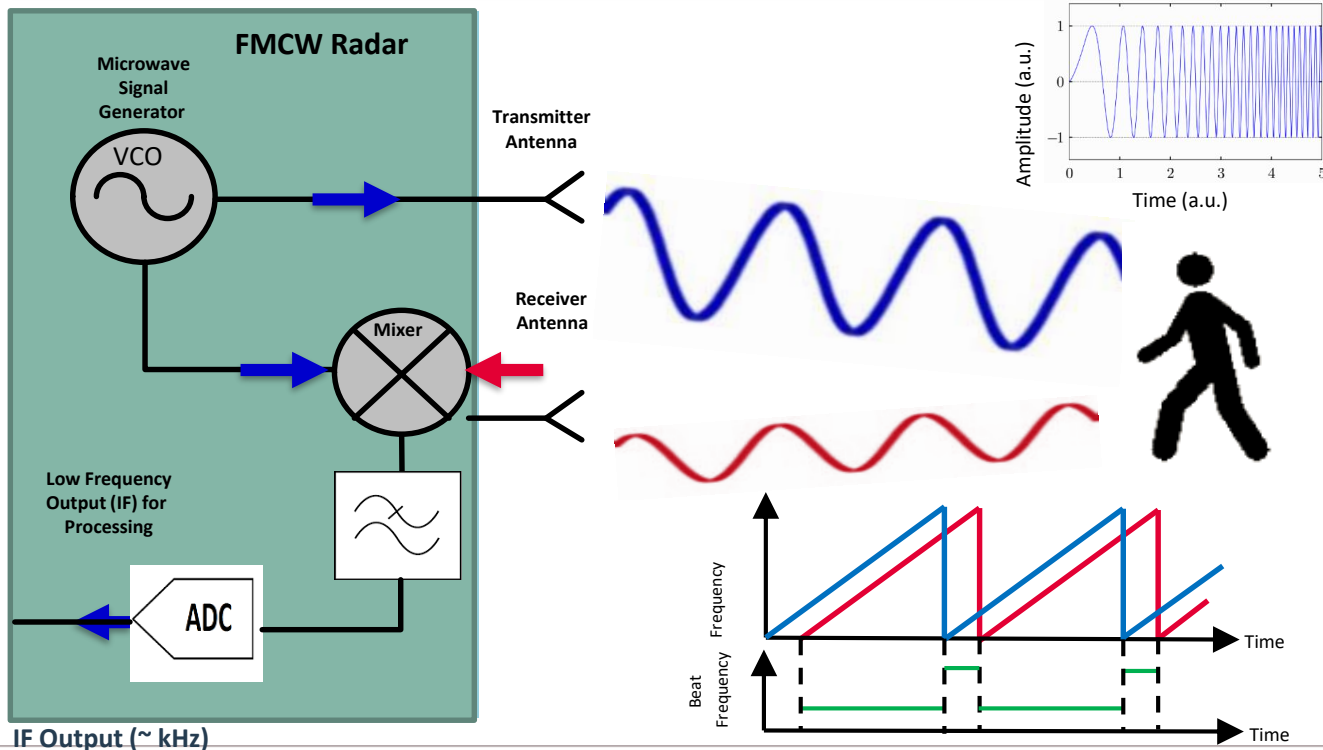 FMCW Radar
Microwave
Signal
Generator
VCO
Transmitter
Antenna
Receiver
Antenna
Mixer
Low Frequency
Output (IF) for
Processing
ADC
IF Output (~ kHz)
Amplitude (a.u.)
1
0
−1
0
1
2
3
4
5
Time (a.u.)
Frequency
Time
Beat
Frequency
Time